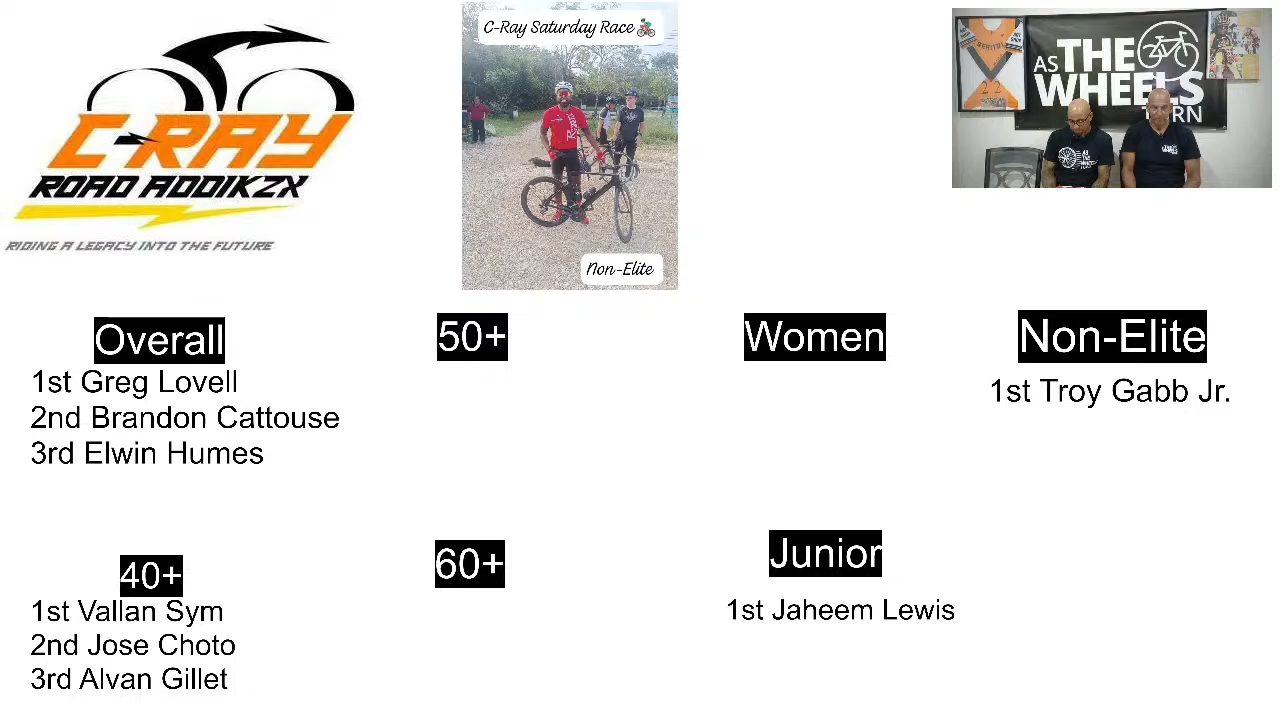 C-RAY
ROAD ADDIKZX
RIDING A LEGACY INTO THE FUTURE
C-Ray Saturday Race
Non-Elite
AS THE
WHEELS
TURN
22
Overall
1st Greg Lovell
2nd Brandon Cattouse
3rd Elwin Humes
50+
Women
Non-Elite
1st Troy Gabb Jr.
40+
1st Vallan Sym
2nd Jose Choto
3rd Alvan Gillet
60+
Junior
1st Jaheem Lewis